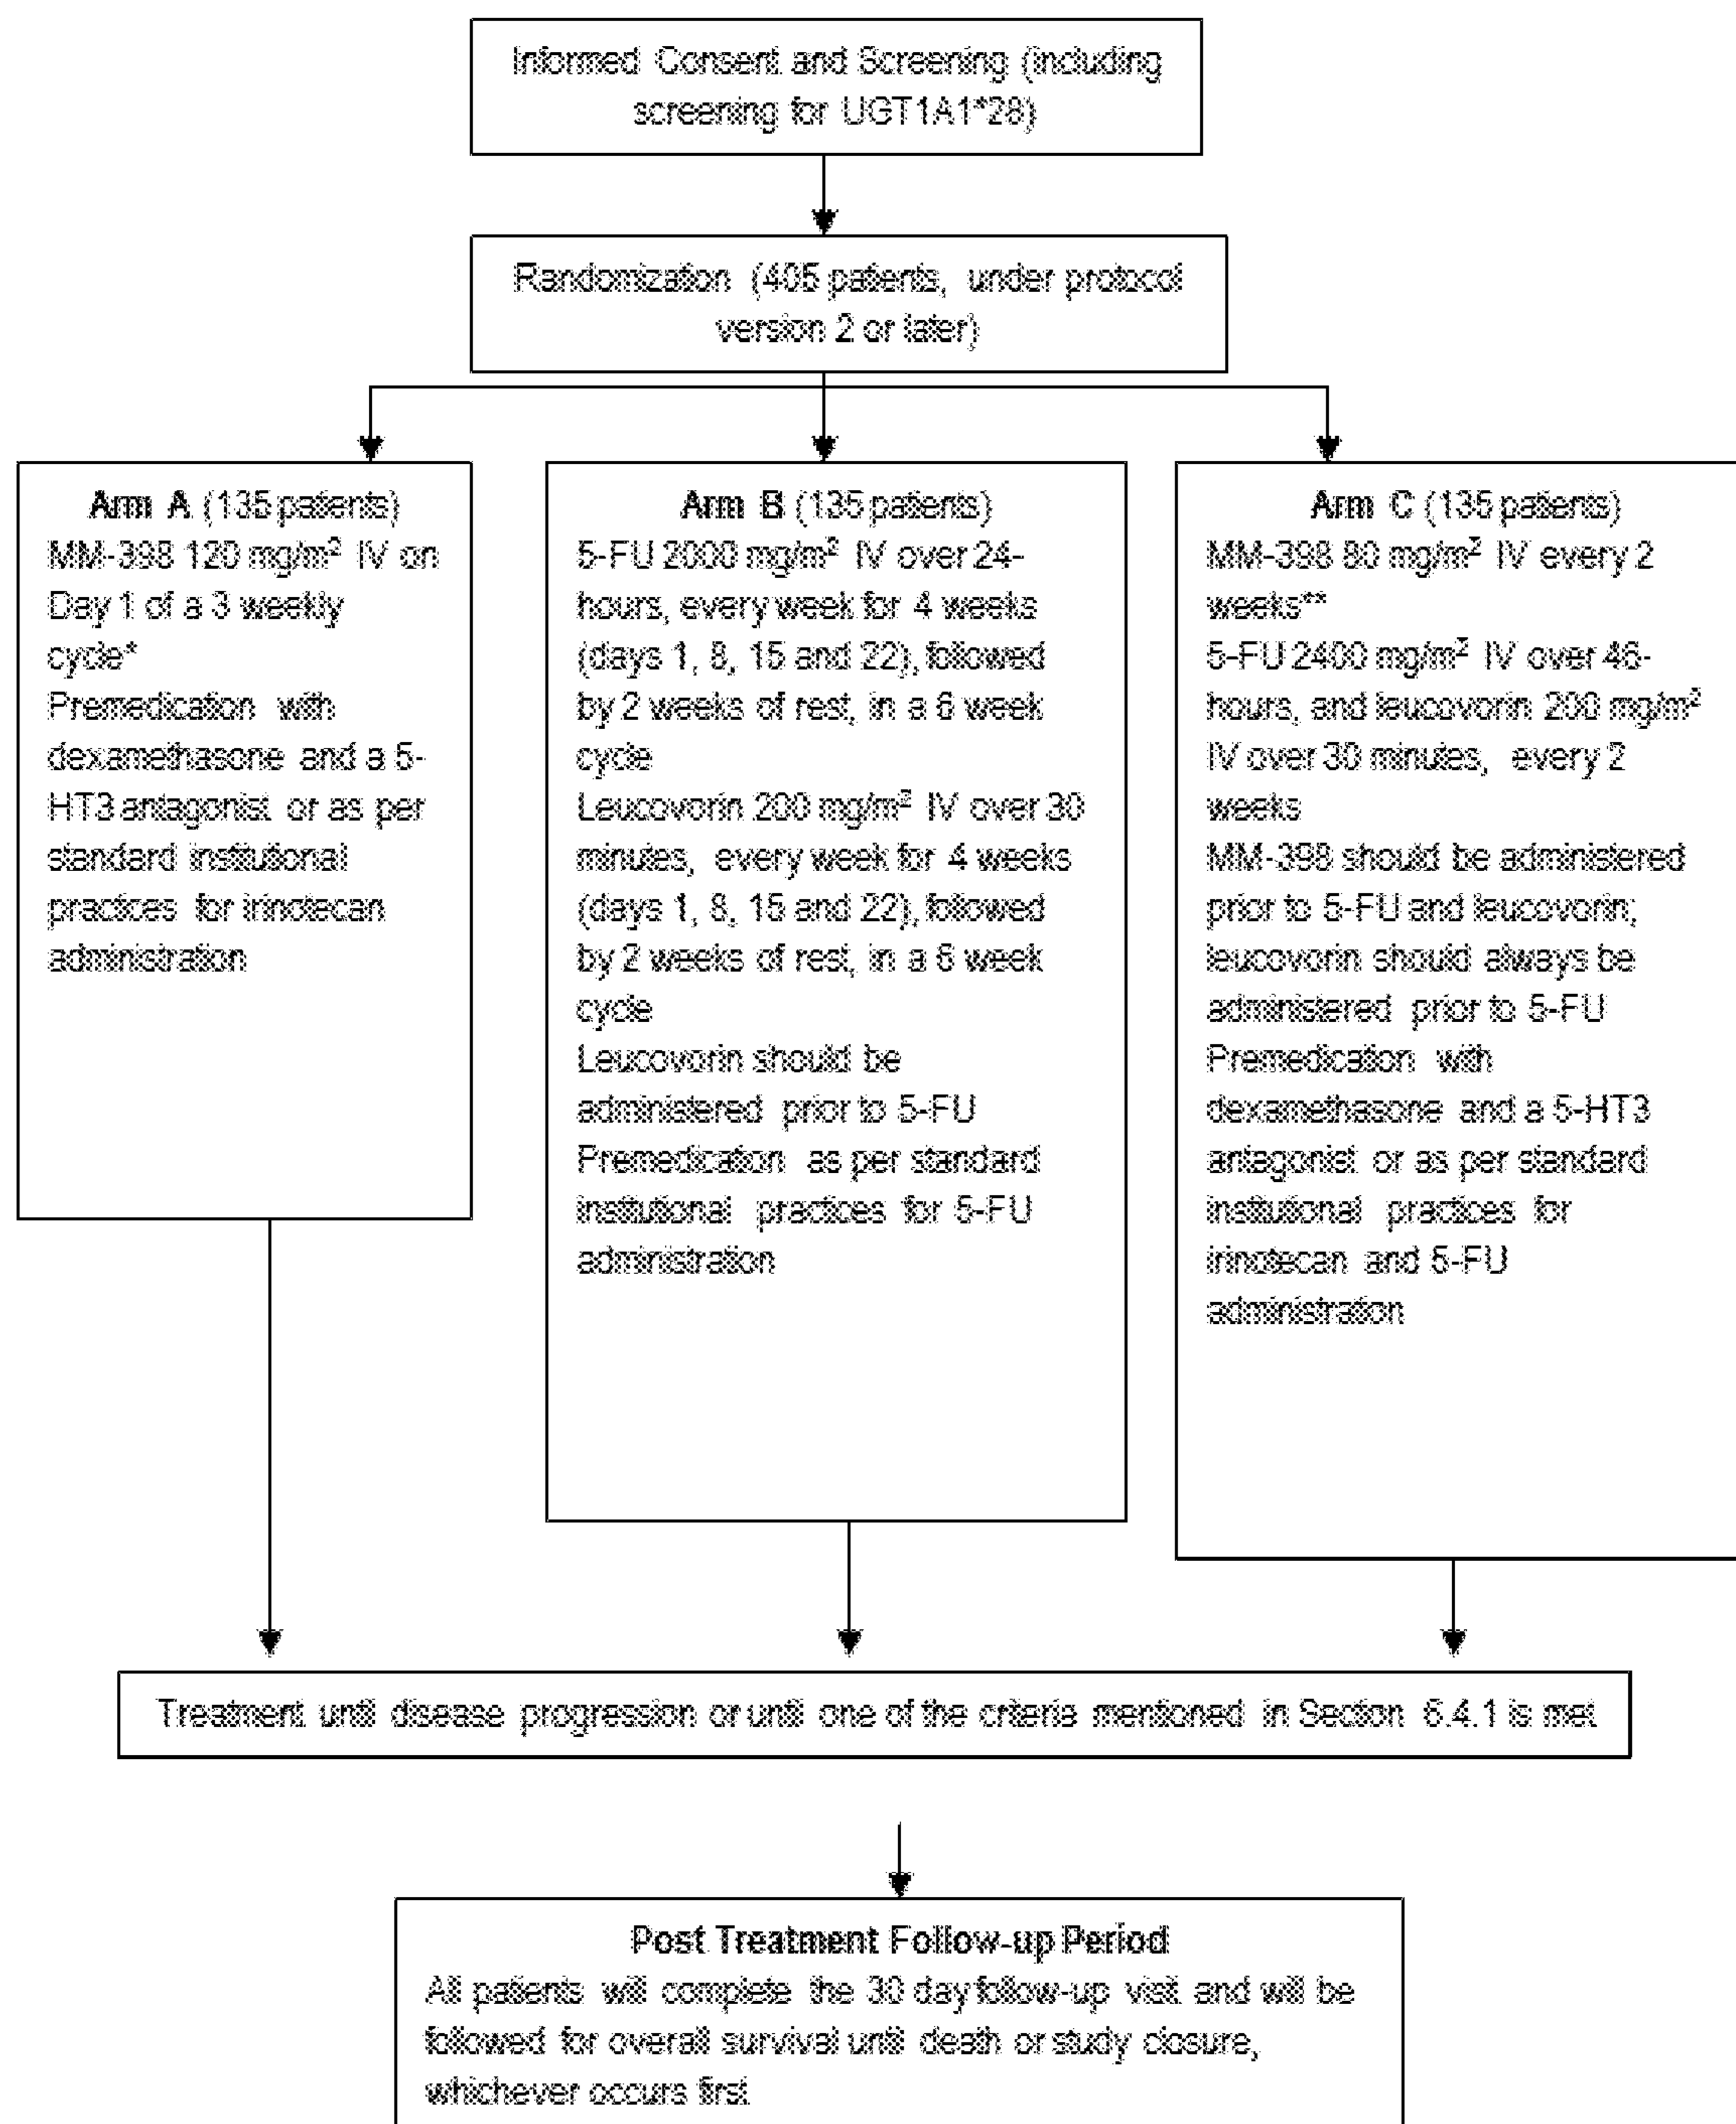 Informed Consent and Screening (including
screening for UGT1A1*28)
Randomization (405 patients, under protocol
version 2 or later)
Arm A (135 patients)
MM-398 120 mg/m² IV on
Day 1 of a 3 weekly
cycle*
Premedication with
dexamethasone and a 5-
HT3 antagonist or as per
standard institutional
practices for irinotecan
administration
Arm B (135 patients)
5-FU 2000 mg/m² IV over 24-
hours, every week for 4 weeks
(days 1, 8, 15 and 22), followed
by 2 weeks of rest, in a 6 week
cycle
Leucovorin 200 mg/m² IV over 30
minutes, every week for 4 weeks
(days 1, 8, 15 and 22), followed
by 2 weeks of rest, in a 6 week
cycle
Leucovorin should be
administered prior to 5-FU
Premedication as per standard
institutional practices for 5-FU
administration
Arm C (135 patients)
MM-398 80 mg/m² IV every 2
weeks**
5-FU 2400 mg/m² IV over 46-
hours, and leucovorin 200 mg/m²
IV over 30 minutes, every 2
weeks
MM-398 should be administered
prior to 5-FU and leucovorin;
leucovorin should always be
administered prior to 5-FU
Premedication with
dexamethasone and a 5-HT3
antagonist or as per standard
institutional practices for
irinotecan and 5-FU
administration
Treatment until disease progression or until one of the criteria mentioned in Section 6.4.1 is met
Post Treatment Follow-up Period
All patients will complete the 30 day follow-up visit and will be
followed for overall survival until death or study closure,
whichever occurs first